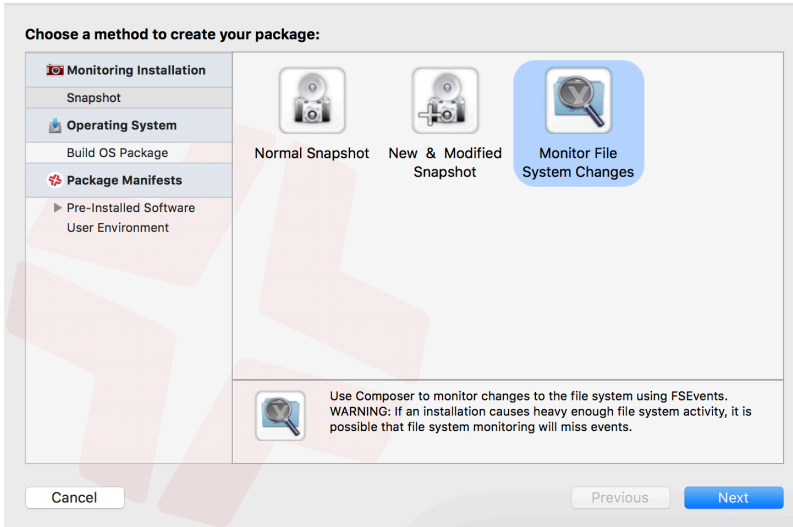 Choose a method to create your package:
Monitoring Installation
Snapshot
Operating System
Build OS Package
Package Manifests
Pre-Installed Software
User Environment
Normal Snapshot
New & Modified
Snapshot
Monitor File
System Changes
Use Composer to monitor changes to the file system using FSEvents.
WARNING: If an installation causes heavy enough file system activity, it is
possible that file system monitoring will miss events.
Cancel
Previous
Next